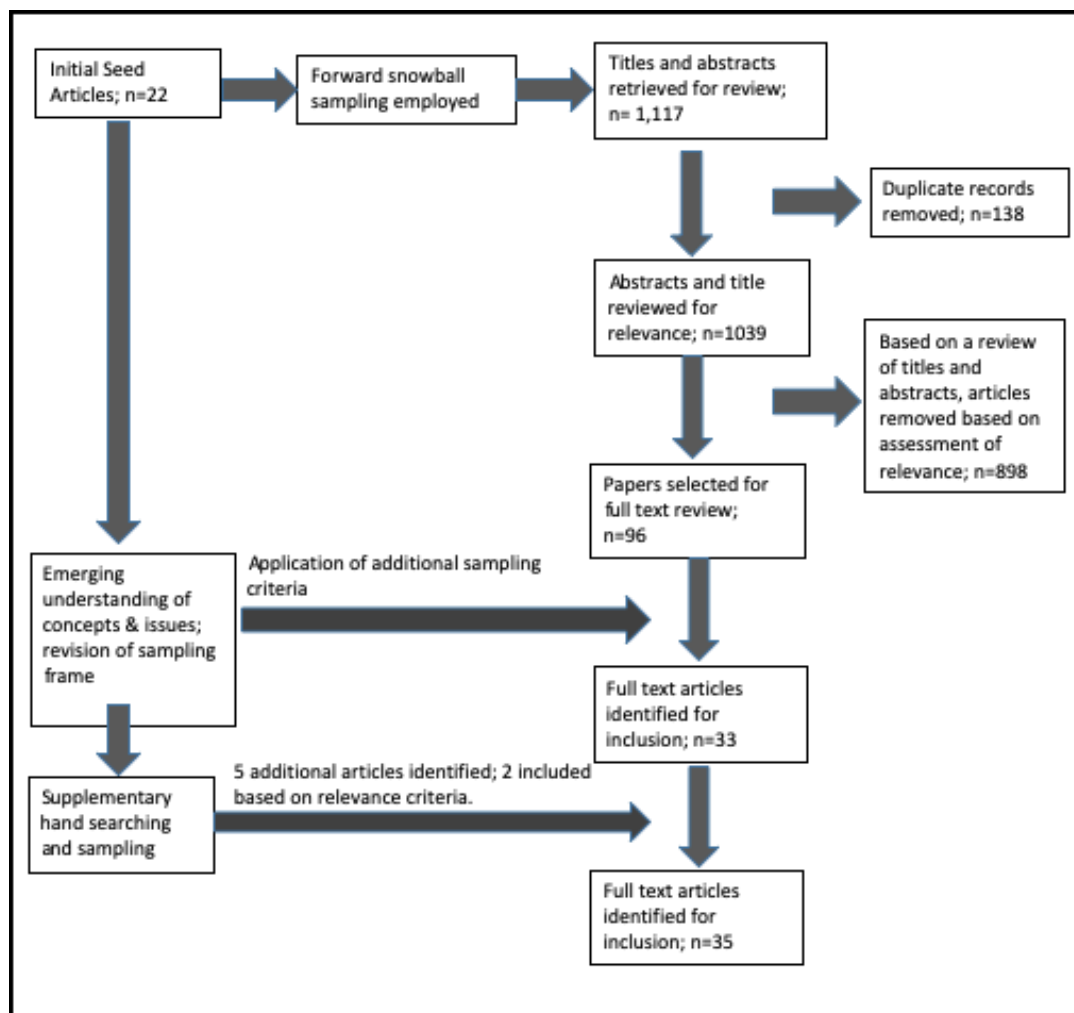 Initial Seed
Articles; n=22
Forward snowball
sampling employed
Titles and abstracts
retrieved for review;
n= 1,117
Duplicate records
removed; n=138
Abstracts and title
reviewed for
relevance; n=1039
Based on a review
of titles and
abstracts, articles
removed based on
assessment of
relevance; n=898
Papers selected for
full text review;
n=96
Emerging
understanding of
concepts & issues;
revision of sampling
frame
Application of additional sampling
criteria
Full text articles
identified for
inclusion; n=33
Supplementary
hand searching
and sampling
5 additional articles identified; 2 included
based on relevance criteria.
Full text articles
identified for
inclusion; n=35